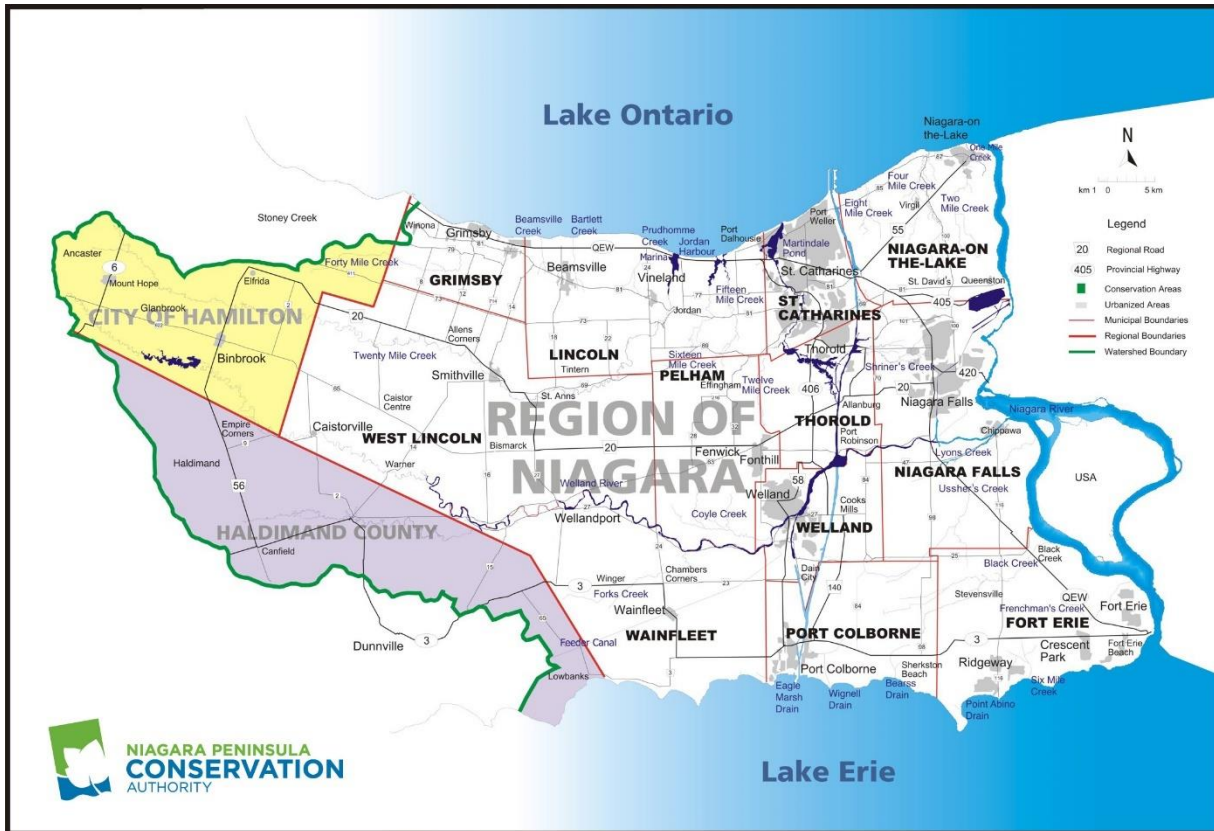 Lake Ontario
Niagara-on
the-Lake
One Mile
Creek
N
km 1 0 5 km
Legend
20 Regional Road
405 Provincial Highway
Conservation Areas
Urbanized Areas
Municipal Boundaries
Regional Boundaries
Watershed Boundary
Four
Mile Creek
Two
Mile Creek
Virgil
Eight
Mile Creek
55
NIAGARA-ON
THE-LAKE
Port
Weller
Martindale
Pond
Port
Dalhousie
St. Catharines
ST.
CATHARINES
St. David's
Queenston
405
Stoney Creek
Winona
Grimsby
Beamsville
Creek
Bartlett
Creek
QEW
Prudhomme
Creek
Marina
Jordan
Harbour
24
Vineland
Fifteen
Mile Creek
Jordan
Beamsville
GRIMSBY
Forty Mile Creek
Ancaster
6
Mount Hope
Glanbrook
Elfrida
CITY OF HAMILTON
Binbrook
20
Allens
Corners
Twenty Mile Creek
Smithville
LINCOLN
Tintern
Sixteen
Mile Creek
PELHAM
Effingham
Twelve
Mile Creek
Thorold
406
Shriner's Creek
20
420
Niagara Falls
Niagara River
Allanburg
THOROLD
Port
Robinson
Chippewa
Lyons Creek
NIAGARA FALLS
Ussher's Creek
USA
REGION OF
NIAGARA
St. Anns
Caistor
Centre
Caistorville
WEST LINCOLN
Bismarck
20
Fenwick
Fonthill
Warner
Welland River
Wellandport
Coyle Creek
58
Welland
WELLAND
Cooks
Mills
Empire
Corners
Haldimand
56
HALDIMAND COUNTY
Canfield
Dunnville
3
3
Winger
Chambers
Corners
Forks Creek
Wainfleet
WAINFLEET
Feeder Canal
Lowbanks
Dain
City
140
PORT COLBORNE
Port Colborne
Sherkston
Beach
Eagle
Marsh
Drain
Wignell
Drain
Bearss
Drain
Stevensville
Black
Creek
Black Creek
QEW
Frenchman's Creek
FORT ERIE
Fort Erie
3
Crescent
Park
Fort Erie
Beach
Ridgeway
Six Mile
Creek
Point Abino
Drain
Lake Erie
NIAGARA PENINSULA
CONSERVATION
AUTHORITY